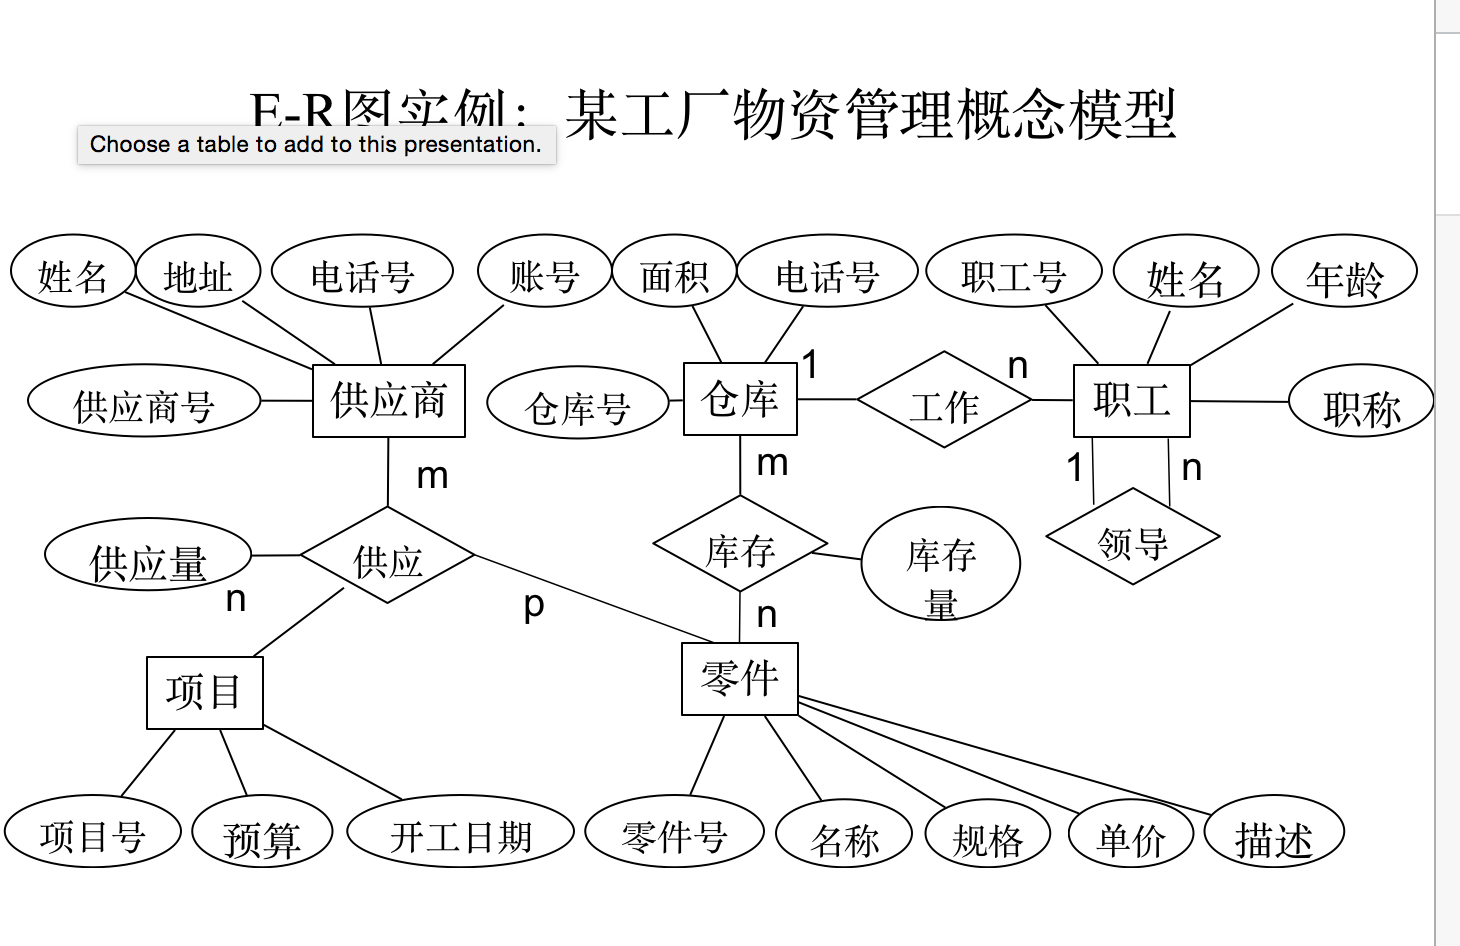 E-R图实例：某工厂物资管理概念模型
Choose a table to add to this presentation.
姓名
地址
电话号
账号
面积
电话号
职工号
姓名
年龄
供应商号
供应商
仓库号
仓库
1
工作
n
职工
职称
m
m
1
n
供应量
供应
库存
库存
量
领导
n
p
n
项目
零件
项目号
预算
开工日期
零件号
名称
规格
单价
描述